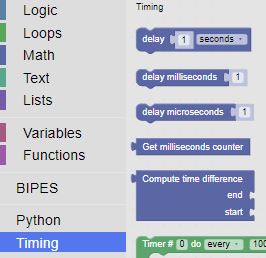 Logic
Loops
Math
Text
Lists
Variables
Functions
BIPES
Python
Timing
Timing
delay 1 seconds
delay milliseconds 1
delay microseconds 1
Get milliseconds counter
Compute time difference
end
start
Timer # 0 do every 100